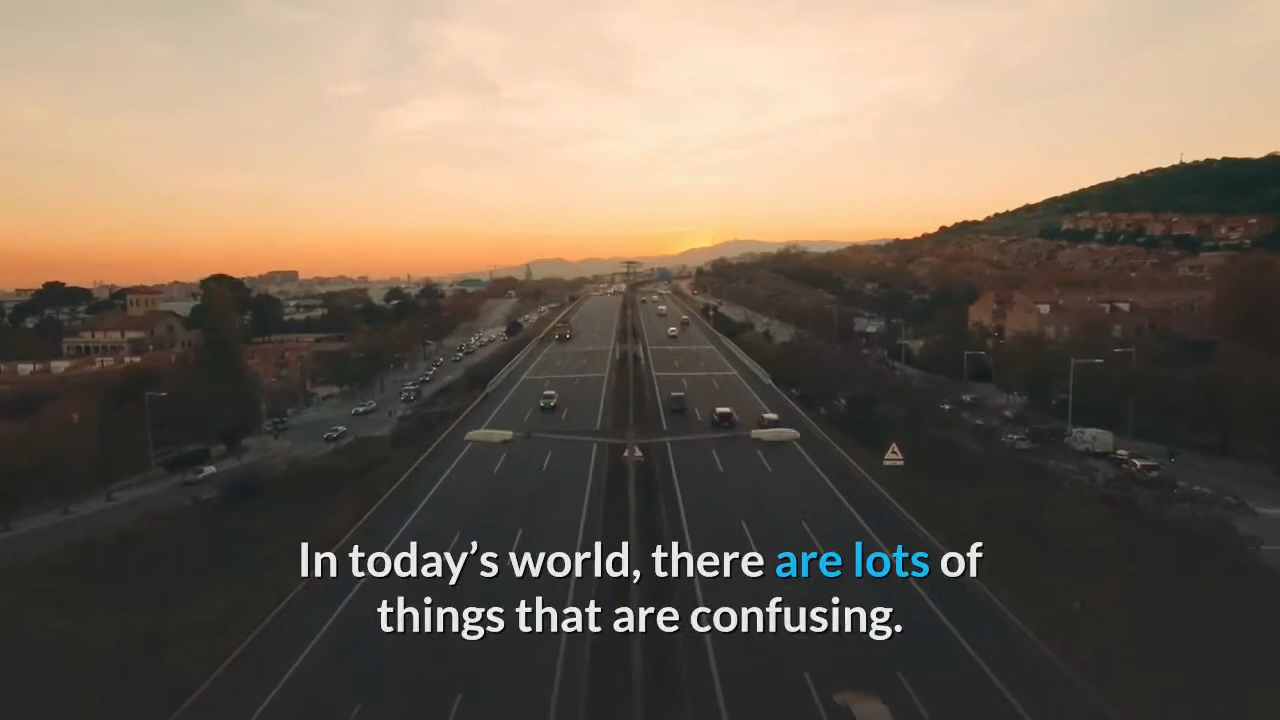 In today’s world, there are lots of
things that are confusing.